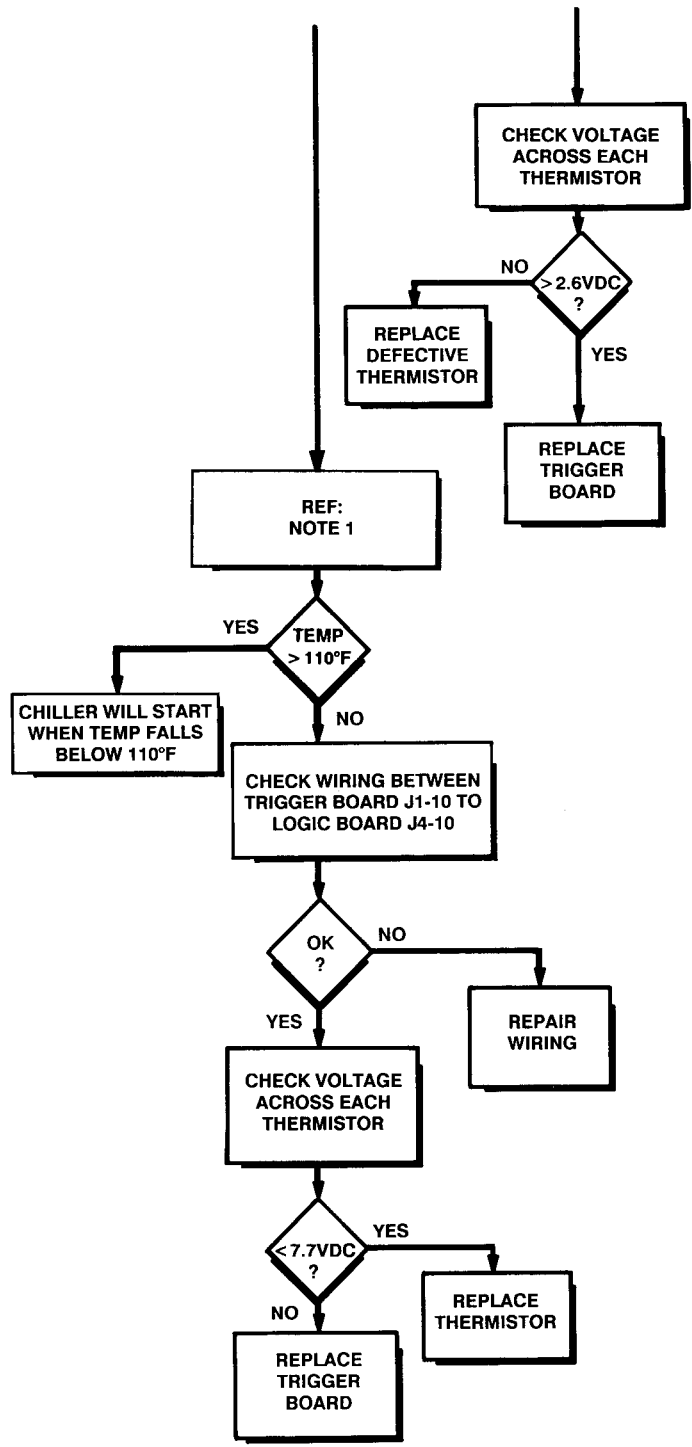 CHECK VOLTAGE
ACROSS EACH
THERMISTOR
NO
> 2.6VDC
?
YES
REPLACE
DEFECTIVE
THERMISTOR
REPLACE
TRIGGER
BOARD
REF:
NOTE 1
YES
TEMP
> 110°F
NO
CHILLER WILL START
WHEN TEMP FALLS
BELOW 110°F
CHECK WIRING BETWEEN
TRIGGER BOARD J1-10 TO
LOGIC BOARD J4-10
OK
?
NO
YES
REPAIR
WIRING
CHECK VOLTAGE
ACROSS EACH
THERMISTOR
< 7.7VDC
?
YES
NO
REPLACE
THERMISTOR
REPLACE
TRIGGER
BOARD